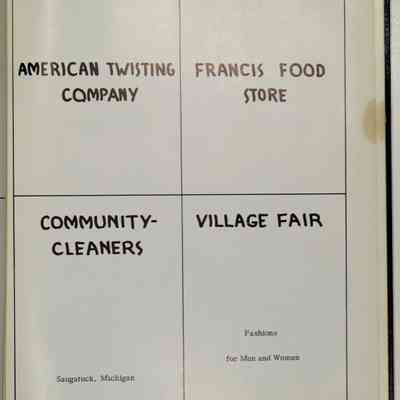 AMERICAN TWISTING
COMPANY
FRANCIS FOOD
STORE
COMMUNITY-
CLEANERS
Saugatuck, Michigan
VILLAGE FAIR
Fashions
for Men and Women